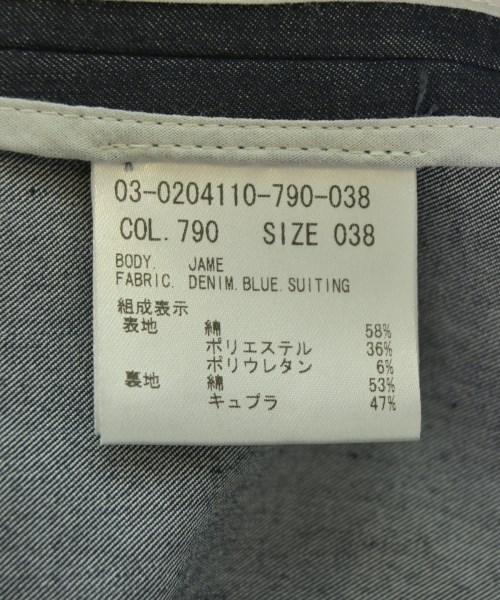 03-0204110-790-038
COL. 790 SIZE 038
BODY. JAME
FABRIC. DENIM.BLUE.SUITING
組成表示
表地 綿 58%
ポリエステル 36%
ポリウレタン 6%
裏地 綿 53%
キュプラ 47%